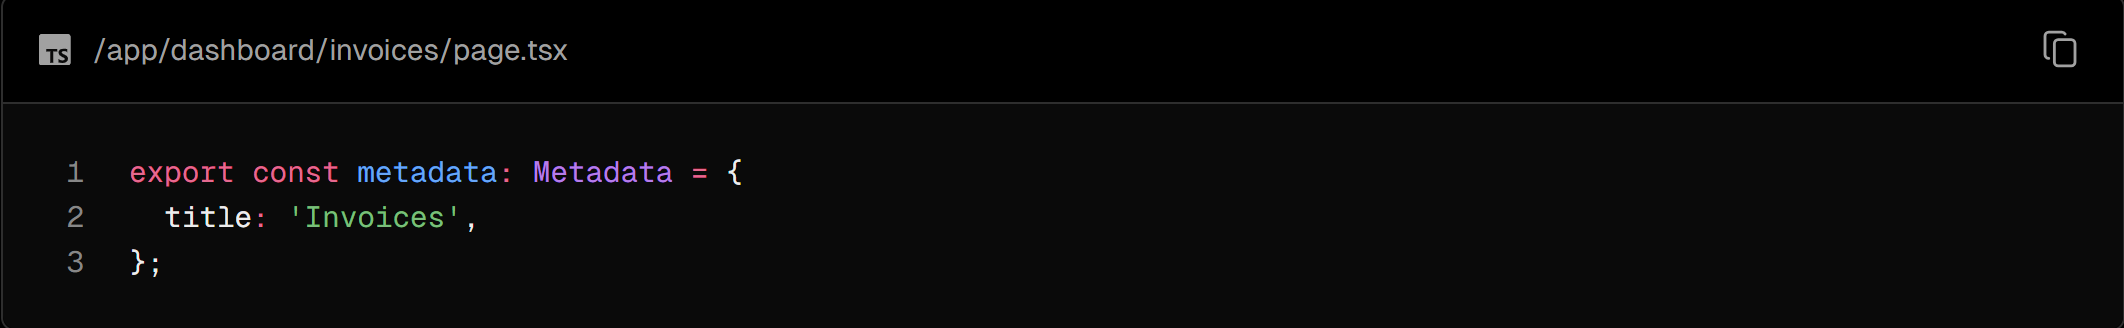 TS /app/dashboard/invoices/page.tsx
1 export const metadata: Metadata = {
2   title: 'Invoices',
3 };